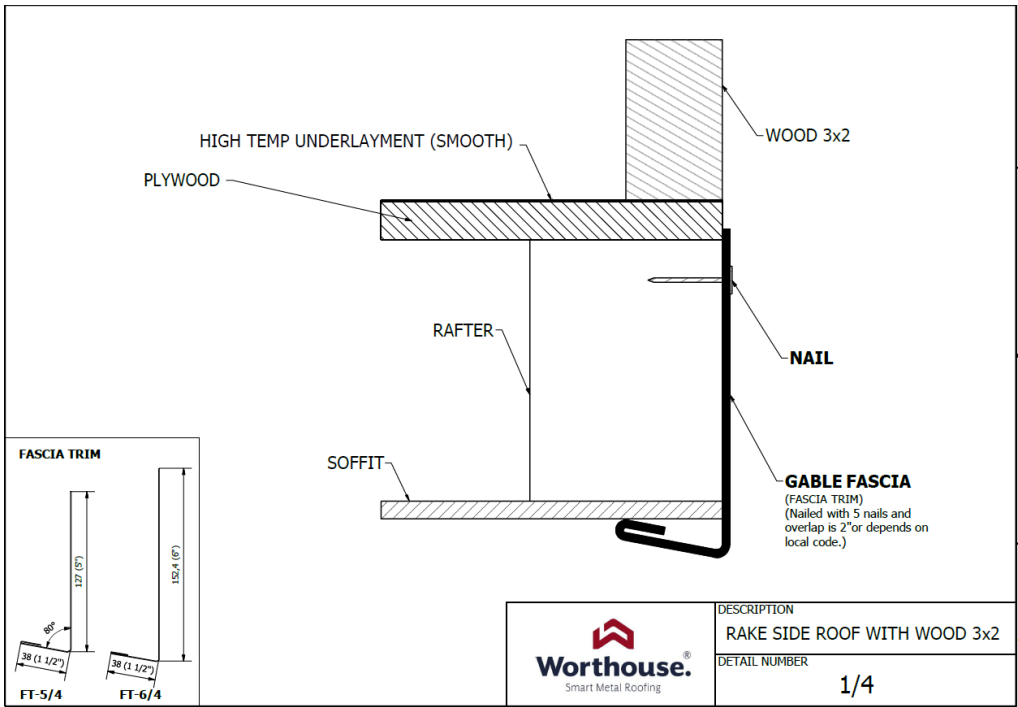 HIGH TEMP UNDERLAYMENT (SMOOTH)
WOOD 3x2
PLYWOOD
RAFTER
NAIL
SOFFIT
GABLE FASCIA
(FASCIA TRIM)
(Nailed with 5 nails and
overlap is 2"or depends on
local code.)
FASCIA TRIM
127 (5")
152,4 (6")
80°
38 (1 1/2")
38 (1 1/2")
FT-5/4
FT-6/4
Worthouse.®
Smart Metal Roofing
DESCRIPTION
RAKE SIDE ROOF WITH WOOD 3x2
DETAIL NUMBER
1/4